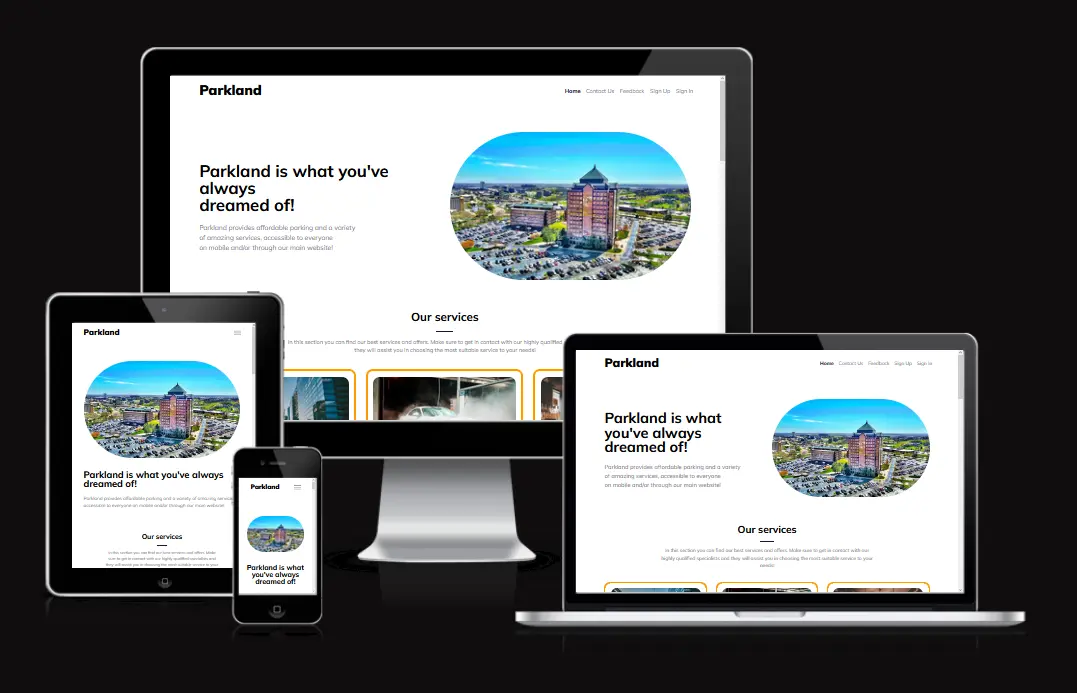 Parkland
Home Contact Us Feedback Sign Up Sign In
Parkland is what you've
always
dreamed of!
Parkland provides affordable parking and a variety
of amazing services, accessible to everyone
on mobile and/or through our main website!
Our services
In this section you can find our best services and offers. Make sure to get in contact with our highly qualified
they will assist you in choosing the most suitable service to your needs!
Parkland
Parkland is what you've always
dreamed of!
Parkland provides affordable parking and a variety of amazing services,
accessible to everyone on mobile and/or through our main website!
Our services
In this section you can find our best services and offers. Make
sure to get in contact with our highly qualified specialists and
they will assist you in choosing the most suitable service to your
Parkland
Parkland is what
you've always
dreamed of!
Parkland
Home Contact Us Feedback Sign Up Sign In
Parkland is what
you've always
dreamed of!
Parkland provides affordable parking and a variety
of amazing services, accessible to everyone
on mobile and/or through our main website!
Our services
In this section you can find our best services and offers. Make sure to get in contact with our
highly qualified specialists and they will assist you in choosing the most suitable service to your
needs!